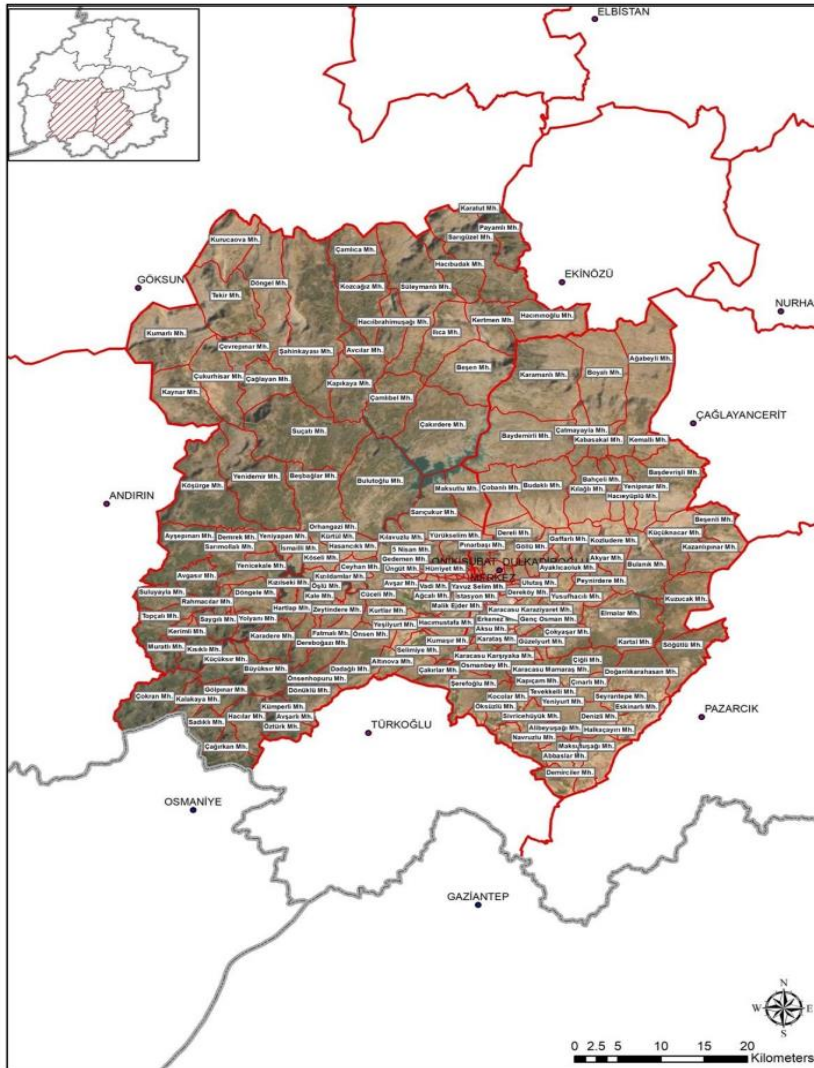 ELBİSTAN
Karatut Mh.
Payamlı Mh.
Sarıgüzel Mh.
Kurucaova Mh.
Çamlıca Mh.
Hacıbudak Mh.
GÖKSUN
EKİNÖZÜ
Döngel Mh.
Kozcağız Mh.
Süleymanlı Mh.
Tekir Mh.
NURHA
Hacınınoğlu Mh.
Hacıibrahimuşağı Mh.
Kertmen Mh.
Ilıca Mh.
Kumarlı Mh.
Çevrepınar Mh.
Şahinkayası Mh.
Avcılar Mh.
Ağabeyli Mh.
Beşen Mh.
Karamanlı Mh.
Boyalı Mh.
Çukurhisar Mh.
Çağlayan Mh.
Kapıkaya Mh.
Kaynar Mh.
Çamlıbel Mh.
ÇAĞLAYANCERİT
Çakırdere Mh.
Suçatı Mh.
Baydemirli Mh.
Çalmayayla Mh.
Kabasakal Mh.
Kemallı Mh.
Başdevrişli Mh.
Köşürge Mh.
Yenidemir Mh.
Beşbağlar Mh.
Bulutoğlu Mh.
Maksutlu Mh.
Çobanlı Mh.
Budaklı Mh.
Bahçeli Mh.
Kılağlı Mh.
Yenipınar Mh.
Hacıeyüplü Mh.
ANDIRIN
Sarıçukur Mh.
Beşenli Mh.
Küçüknacar Mh.
Orhangazi Mh.
Ayşepınarı Mh.
Demrek Mh.
Yeniyapan Mh.
Kürtül Mh.
Kılavuzlu Mh.
Yürükselim Mh.
Dereli Mh.
Gaffarlı Mh.
Kozludere Mh.
Kazanlıpınar Mh.
Sarımollalı Mh.
İsmailli Mh.
Hasancıklı Mh.
5 Nisan Mh.
Pınarbaşı Mh.
Göllü Mh.
Köseli Mh.
Gedemen Mh.
ONİKİŞUBAT
DULKADİROĞLU
MERKEZ
Akyar Mh.
Bulanık Mh.
Yenicekale Mh.
Ceyhan Mh.
Üngüt Mh.
Hürriyet Mh.
Ayaklıcaoluk Mh.
Avgasır Mh.
Kızılseki Mh.
Kızıldamlar Mh.
Öşlü Mh.
Avşar Mh.
Vadi Mh.
Yavuz Selim Mh.
Ulutaş Mh.
Peynirdere Mh.
Suluyayla Mh.
Döngele Mh.
Kale Mh.
Cüceli Mh.
Ağcalı Mh.
İstasyon Mh.
Dereköy Mh.
Yusufhacılı Mh.
Kuzucak Mh.
Rahmacılar Mh.
Hartlap Mh.
Zeytindere Mh.
Kurtlar Mh.
Malik Ejder Mh.
Karacasu Karaziyaret Mh.
Elmalar Mh.
Topçalı Mh.
Saygılı Mh.
Yolyanı Mh.
Yeşilyurt Mh.
Hacımustafa Mh.
Erkenez Mh.
Genç Osman Mh.
Kerimli Mh.
Karadere Mh.
Fatmalı Mh.
Önsen Mh.
Aksu Mh.
Çokyaşar Mh.
Muratlı Mh.
Kısıklı Mh.
Dereboğazı Mh.
Kumaşır Mh.
Karataş Mh.
Güzelyurt Mh.
Kartal Mh.
Söğütlü Mh.
Selimiye Mh.
Küçüksır Mh.
Altınova Mh.
Karacasu Karşıyaka Mh.
Çiğli Mh.
Büyüksır Mh.
Dadağlı Mh.
Çakırlar Mh.
Osmanbey Mh.
Karacasu Mamaraş Mh.
Doğanlıkarahasan Mh.
Önsenhopuru Mh.
Şerefoğlu Mh.
Kapıçam Mh.
Çınarlı Mh.
Gölpınar Mh.
Dönüklü Mh.
Tevekkelli Mh.
Kalakaya Mh.
Kocalar Mh.
Yeniyurt Mh.
Seyrantepe Mh.
Çokran Mh.
Kümperli Mh.
Öksüzlü Mh.
Eskinarlı Mh.
Sadıklı Mh.
Hacılar Mh.
Avşarlı Mh.
Sivricehüyük Mh.
Denizli Mh.
PAZARCIK
Öztürk Mh.
TÜRKOĞLU
Alibeyuşağı Mh.
Halkaçayırı Mh.
Navruzlu Mh.
Çağırkan Mh.
Maksutuşağı Mh.
Abbaslar Mh.
Demirciler Mh.
OSMANİYE
GAZİANTEP
N
W E
S
0 2.5 5 10 15 20
Kilometers